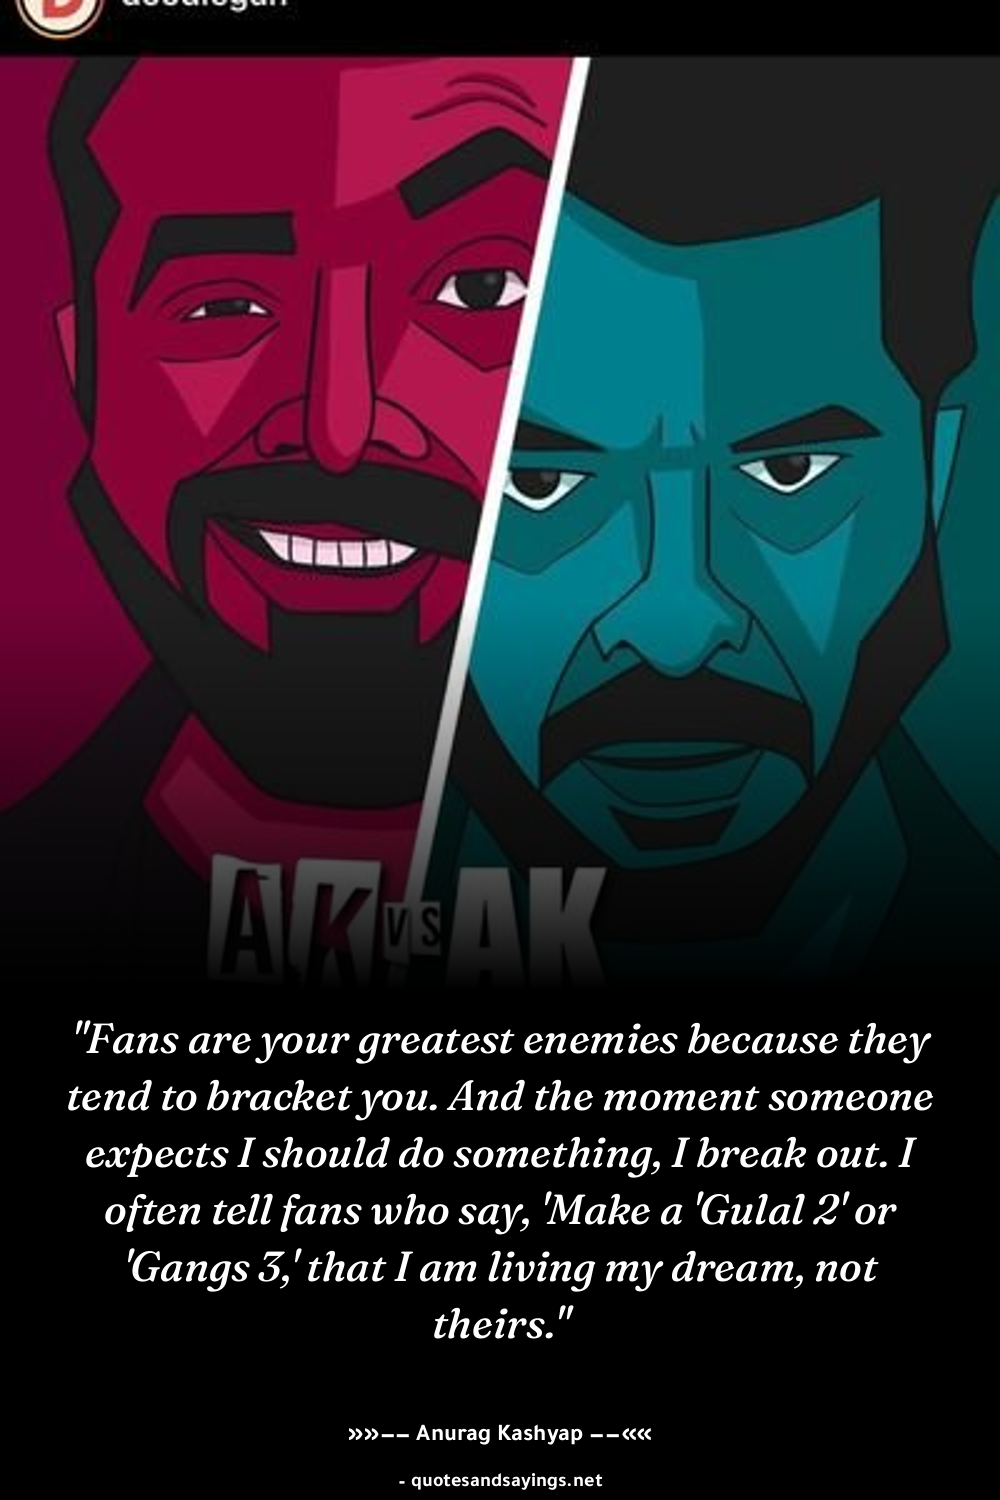 AK vs AK
"Fans are your greatest enemies because they
tend to bracket you. And the moment someone
expects I should do something, I break out. I
often tell fans who say, 'Make a 'Gulal 2' or
'Gangs 3,' that I am living my dream, not
theirs."
»»−− Anurag Kashyap −−««
- quotesandsayings.net